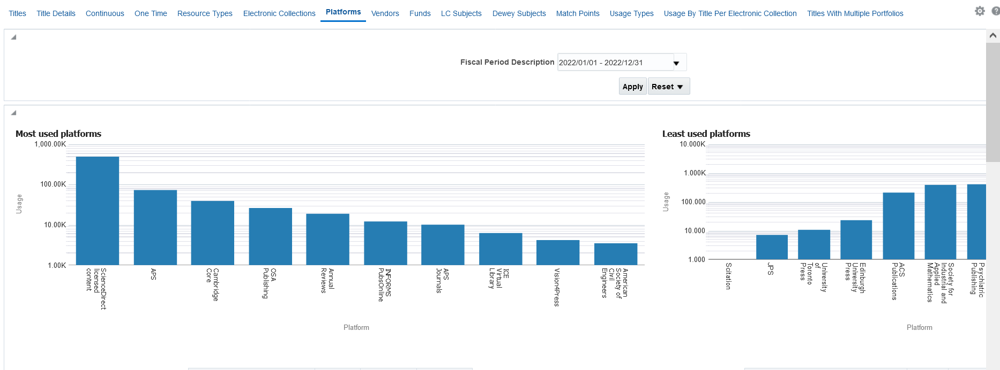 Titles Title Details Continuous One Time Resource Types Electronic Collections Platforms Vendors Funds LC Subjects Dewey Subjects Match Points Usage Types Usage By Title Per Electronic Collection Titles With Multiple Portfolios
Fiscal Period Description 2022/01/01 - 2022/12/31
Apply Reset
Most used platforms
1,000.00K
100.00K
10.00K
1.00K
Usage
ScienceDirect
licensed
content
APS
Cambridge
Core
OSA
Publishing
Annual
Reviews
INFORMS
PubsOnline
APS
Journals
ICE
Virtual
Library
Vision4Press
American
Society of
Civil
Engineers
Platform
Least used platforms
10.000K
1.000K
100.000
10.000
1.000
Usage
Scitation
JPS
University
of
Toronto
Press
Edinburgh
University
Press
ACS
Publications
Society for
Industrial and
Applied
Mathematics
Psychiatric
Publishing
Platform